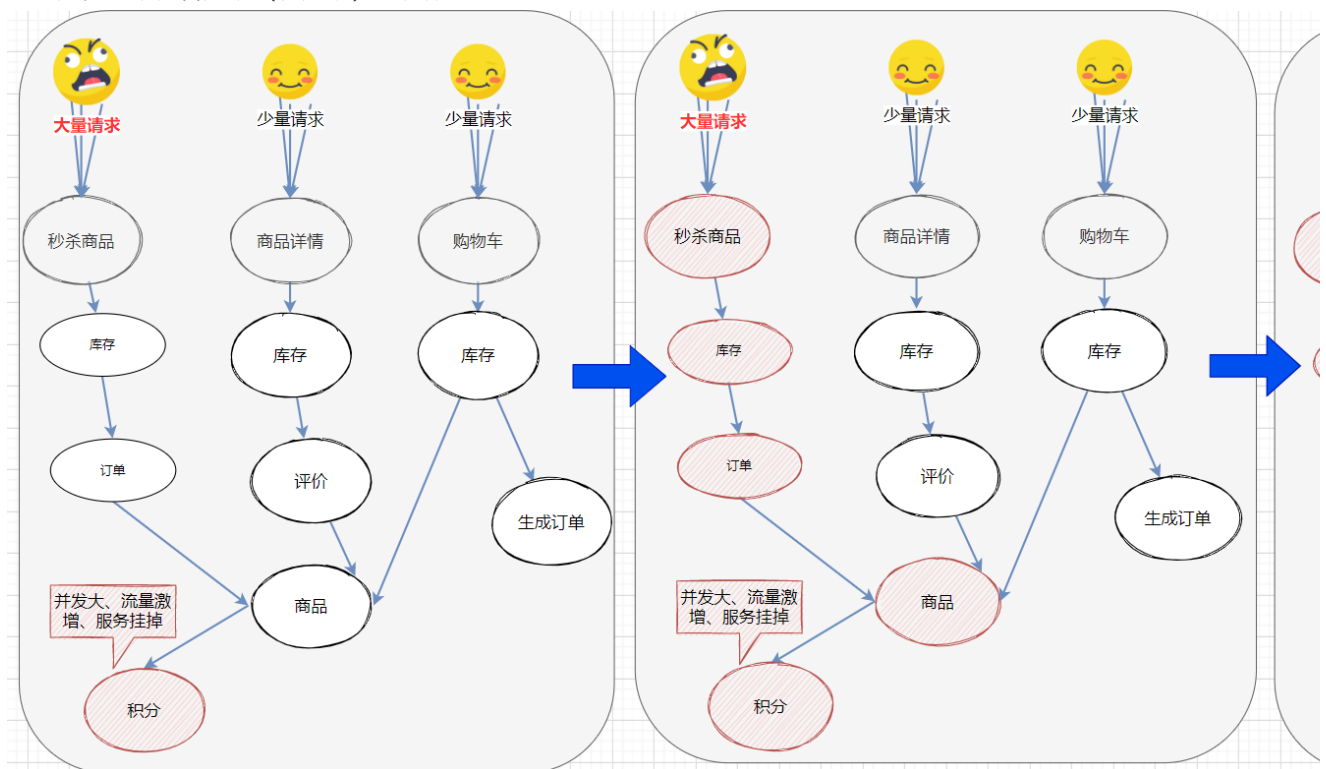 大量请求
少量请求
少量请求
秒杀商品
商品详情
购物车
库存
库存
库存
订单
评价
生成订单
商品
并发大、流量激
增、服务挂掉
积分
大量请求
少量请求
少量请求
秒杀商品
商品详情
购物车
库存
库存
库存
订单
评价
生成订单
商品
并发大、流量激
增、服务挂掉
积分